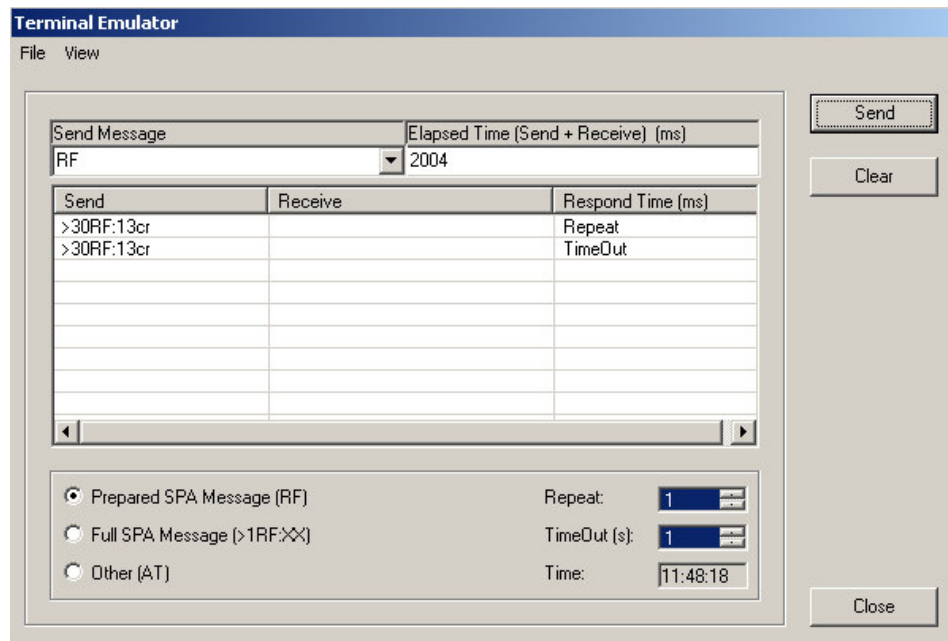 Terminal Emulator
File View
Send Message Elapsed Time (Send + Receive) (ms)
RF 2004
Send
Clear
Send Receive Respond Time (ms)
>30RF:13cr Repeat
>30RF:13cr TimeOut
Prepared SPA Message (RF) Repeat: 1
Full SPA Message (>1RF:XX) TimeOut (s): 1
Other (AT) Time: 11:48:18
Close